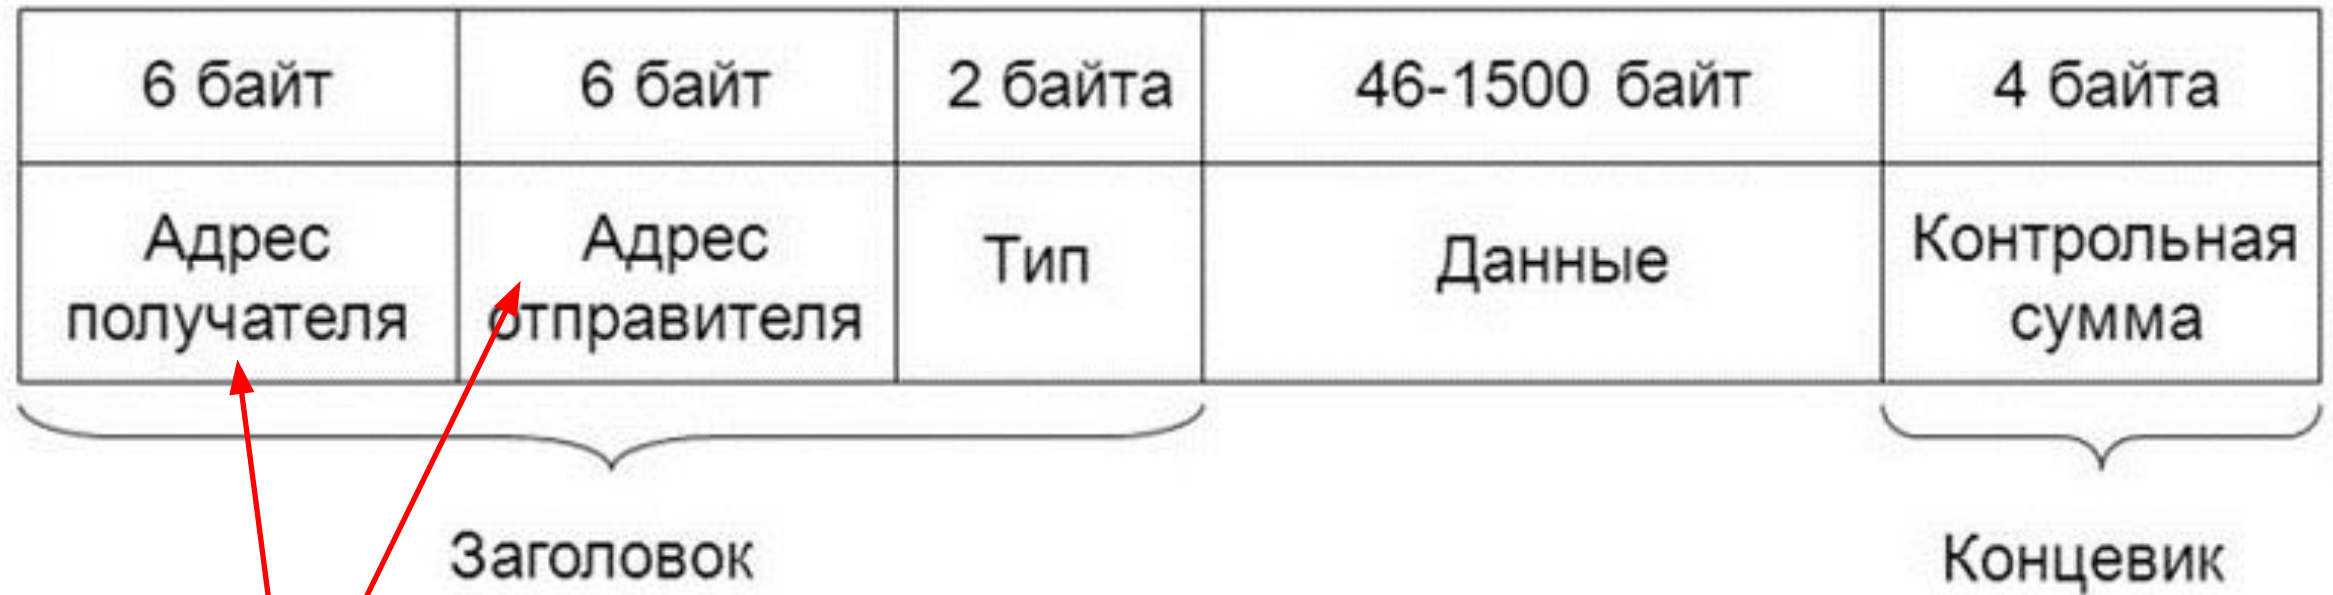 6 байт 6 байт 2 байта 46-1500 байт 4 байта
Адрес получателя Адрес отправителя Тип Данные Контрольная сумма
Заголовок Концевик